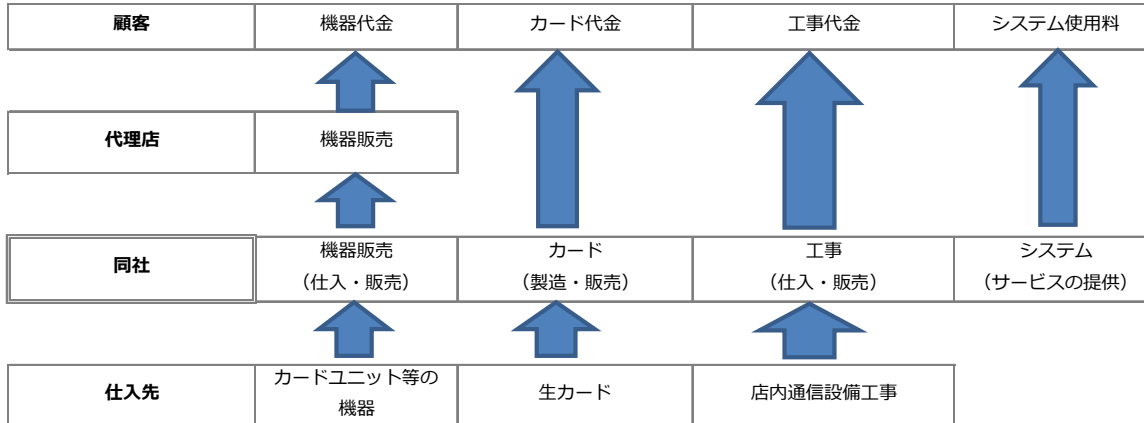 顧客 機器代金 カード代金 工事代金 システム使用料
代理店 機器販売
同社
機器販売
（仕入・販売）
カード
（製造・販売）
工事
（仕入・販売）
システム
（サービスの提供）
仕入先
カードユニット等の
機器
生カード
店内通信設備工事